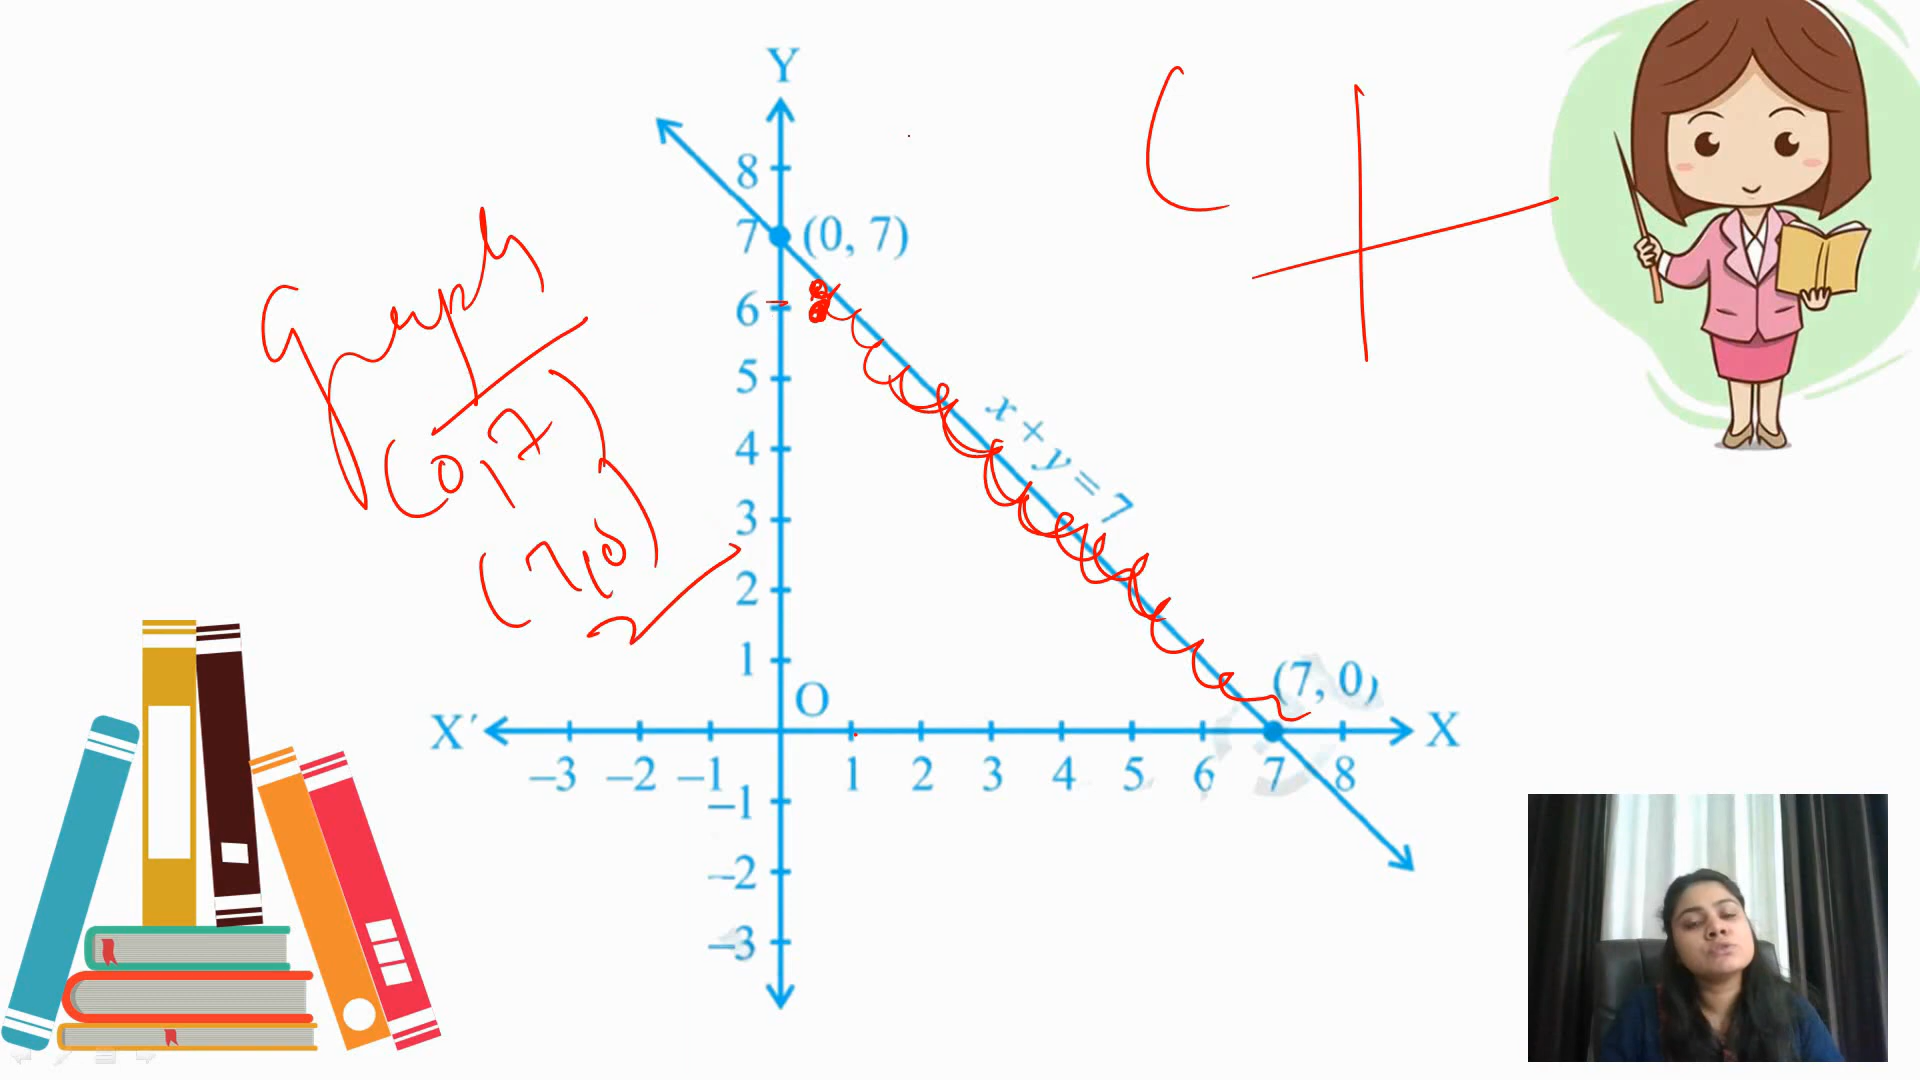 Y
8
7 (0, 7)
6
5
4
3
2
1
x × y = 7
Graph
(0,7)
(7,0)
(7, 0)
O
X′ X
–3 –2 –1 1 2 3 4 5 6 7 8
–1
–2
–3